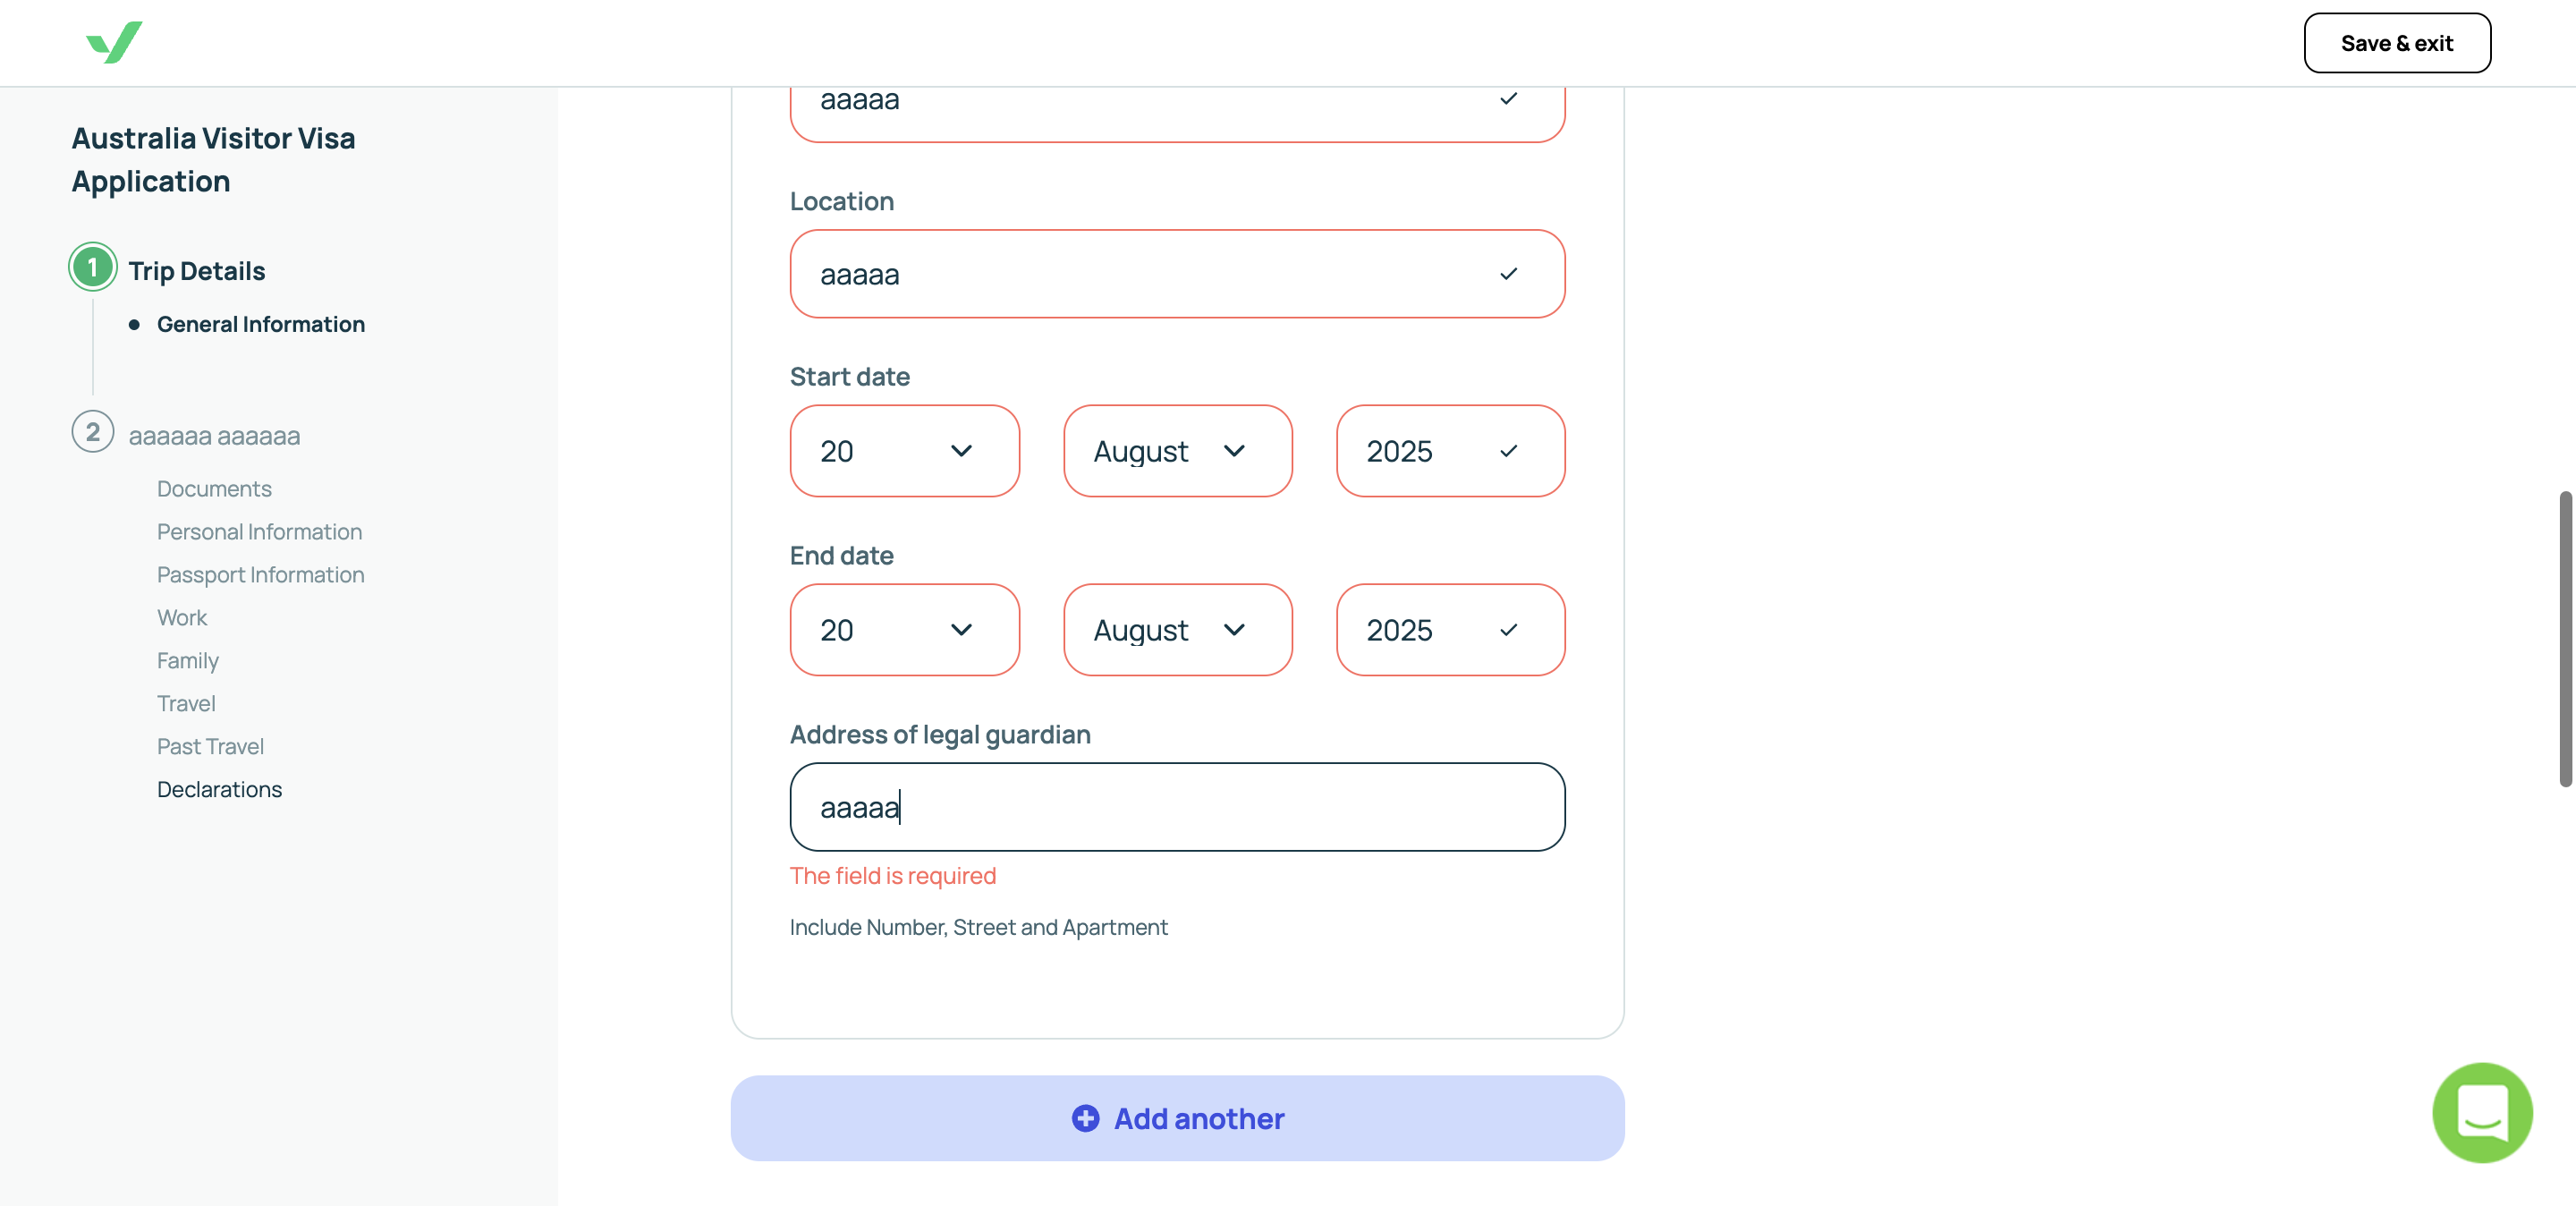 Save & exit
Australia Visitor Visa
Application
1 Trip Details
General Information
2 aaaaaa aaaaaa
Documents
Personal Information
Passport Information
Work
Family
Travel
Past Travel
Declarations
aaaaa
Location
aaaaa
Start date
20 August 2025
End date
20 August 2025
Address of legal guardian
aaaaa
The field is required
Include Number, Street and Apartment
Add another